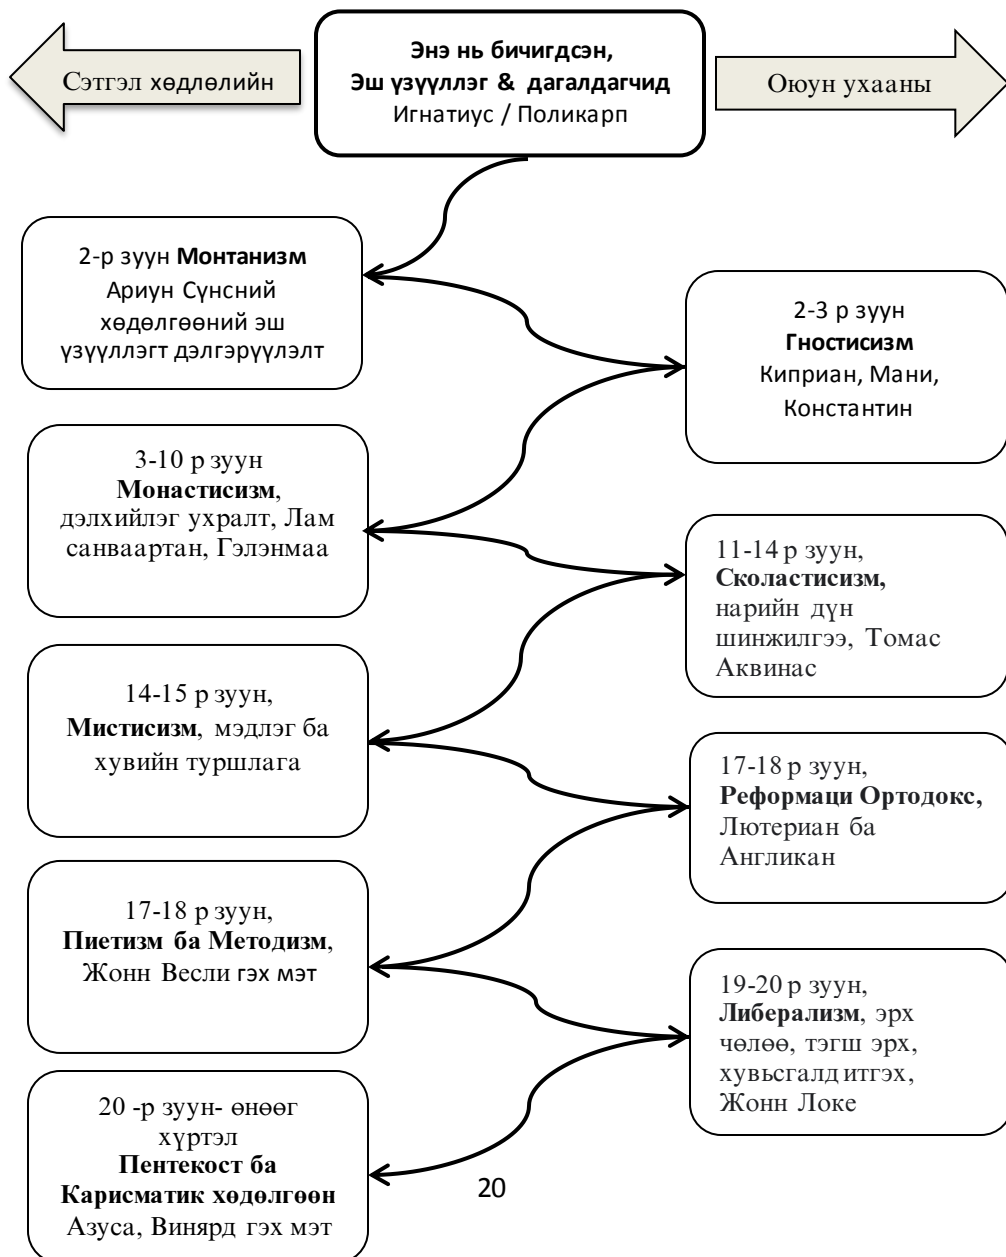 Сэтгэл хөдлөлийн
Энэ нь бичигдсэн,
Эш үзүүллэг & дагалдагчид
Игнатиус / Поликарп
Оюун ухааны
2-р зуун Монтанизм
Ариун Сүнсний
хөдөлгөөний эш
үзүүллэгт дэлгэрүүлэлт
2-3 р зуун
Гностисизм
Киприан, Мани,
Константин
3-10 р зуун
Монастисизм,
дэлхийлэг ухралт, Лам
санваартан, Гэлэнмаа
11-14 р зуун,
Сколастисизм,
нарийн дүн
шинжилгээ, Томас
Аквинас
14-15 р зуун,
Мистисизм, мэдлэг ба
хувийн туршлага
17-18 р зуун,
Реформаци Ортодокс,
Лютериан ба
Англикан
17-18 р зуун,
Пиетизм ба Методизм,
Жонн Весли гэх мэт
19-20 р зуун,
Либерализм, эрх
чөлөө, тэгш эрх,
хувьсгалд итгэх,
Жонн Локе
20 -р зуун- өнөөг
хүртэл
Пентекост ба
Карисматик хөдөлгөөн
Азуса, Винярд гэх мэт
20